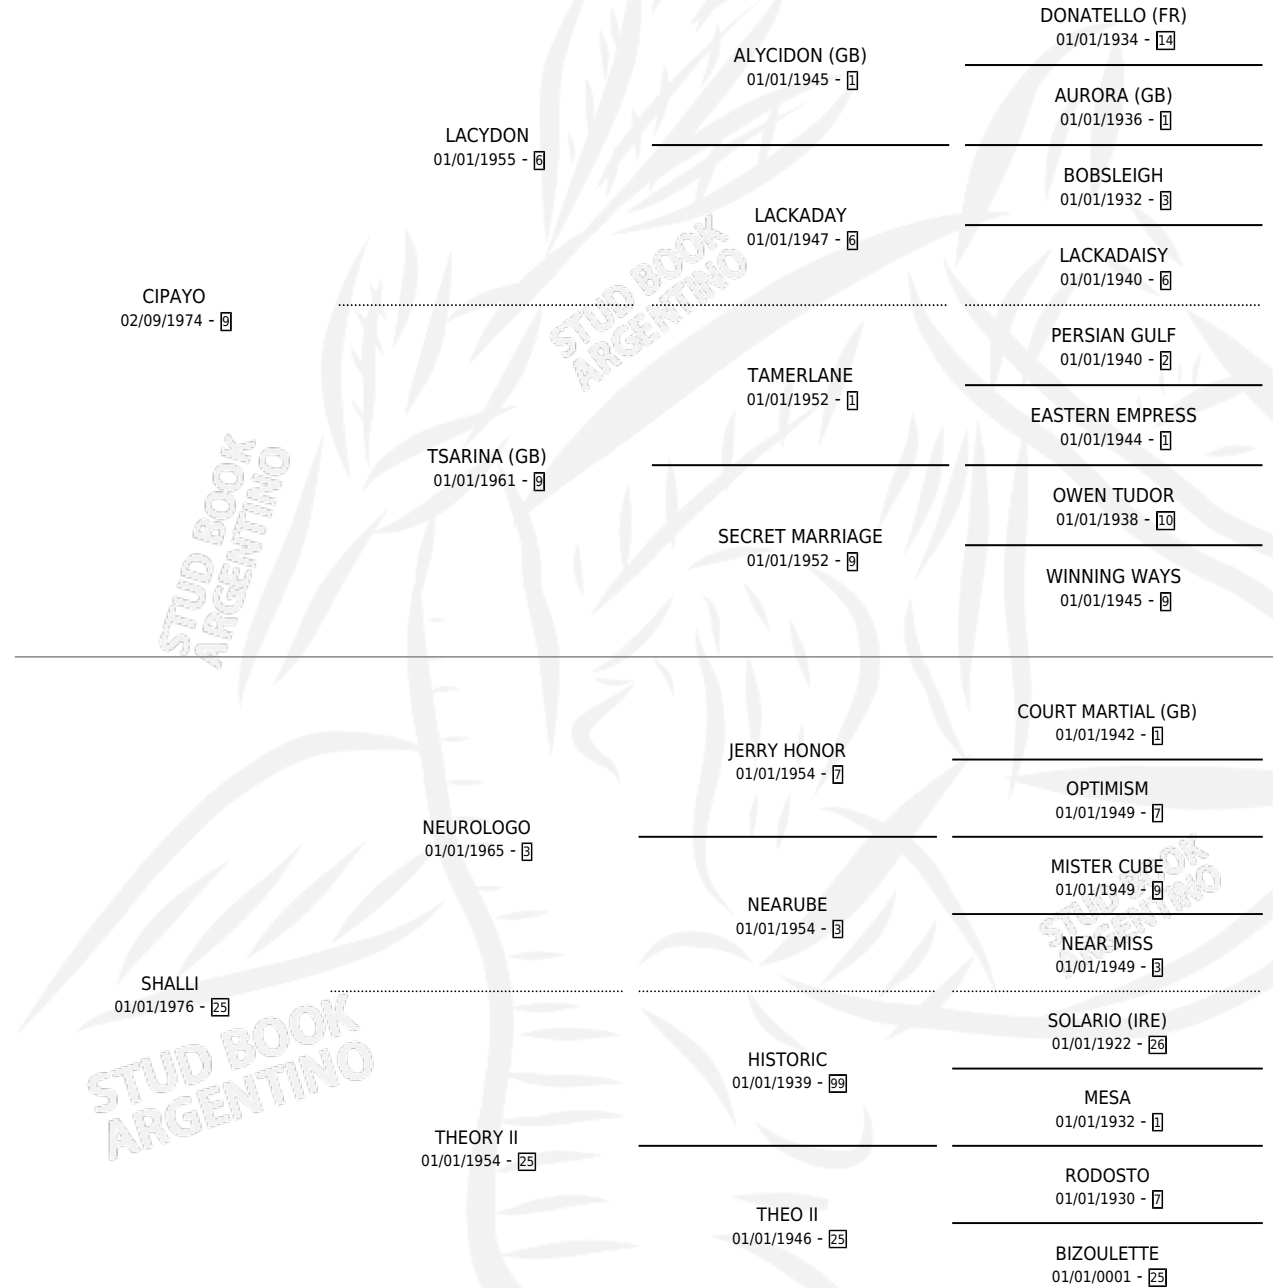 DONATELLO (FR)
01/01/1934 - 14
ALYCIDON (GB)
01/01/1945 - 1
AURORA (GB)
01/01/1936 - 1
LACYDON
01/01/1955 - 6
BOBSLEIGH
01/01/1932 - 3
LACKADAY
01/01/1947 - 6
LACKADAISY
01/01/1940 - 6
CIPAYO
02/09/1974 - 9
PERSIAN GULF
01/01/1940 - 2
TAMERLANE
01/01/1952 - 1
EASTERN EMPRESS
01/01/1944 - 1
TSARINA (GB)
01/01/1961 - 9
OWEN TUDOR
01/01/1938 - 10
SECRET MARRIAGE
01/01/1952 - 9
WINNING WAYS
01/01/1945 - 9
STUD BOOK
ARGENTINO
STUD BOOK
ARGENTINO
COURT MARTIAL (GB)
01/01/1942 - 1
JERRY HONOR
01/01/1954 - 7
OPTIMISM
01/01/1949 - 7
NEUROLOGO
01/01/1965 - 3
MISTER CUBE
01/01/1949 - 9
NEARUBE
01/01/1954 - 3
NEAR MISS
01/01/1949 - 3
STUD BOOK
ARGENTINO
SHALLI
01/01/1976 - 25
SOLARIO (IRE)
01/01/1922 - 26
HISTORIC
01/01/1939 - 99
MESA
01/01/1932 - 1
STUD BOOK
ARGENTINO
THEORY II
01/01/1954 - 25
RODOSTO
01/01/1930 - 7
THEO II
01/01/1946 - 25
BIZOULETTE
01/01/0001 - 25